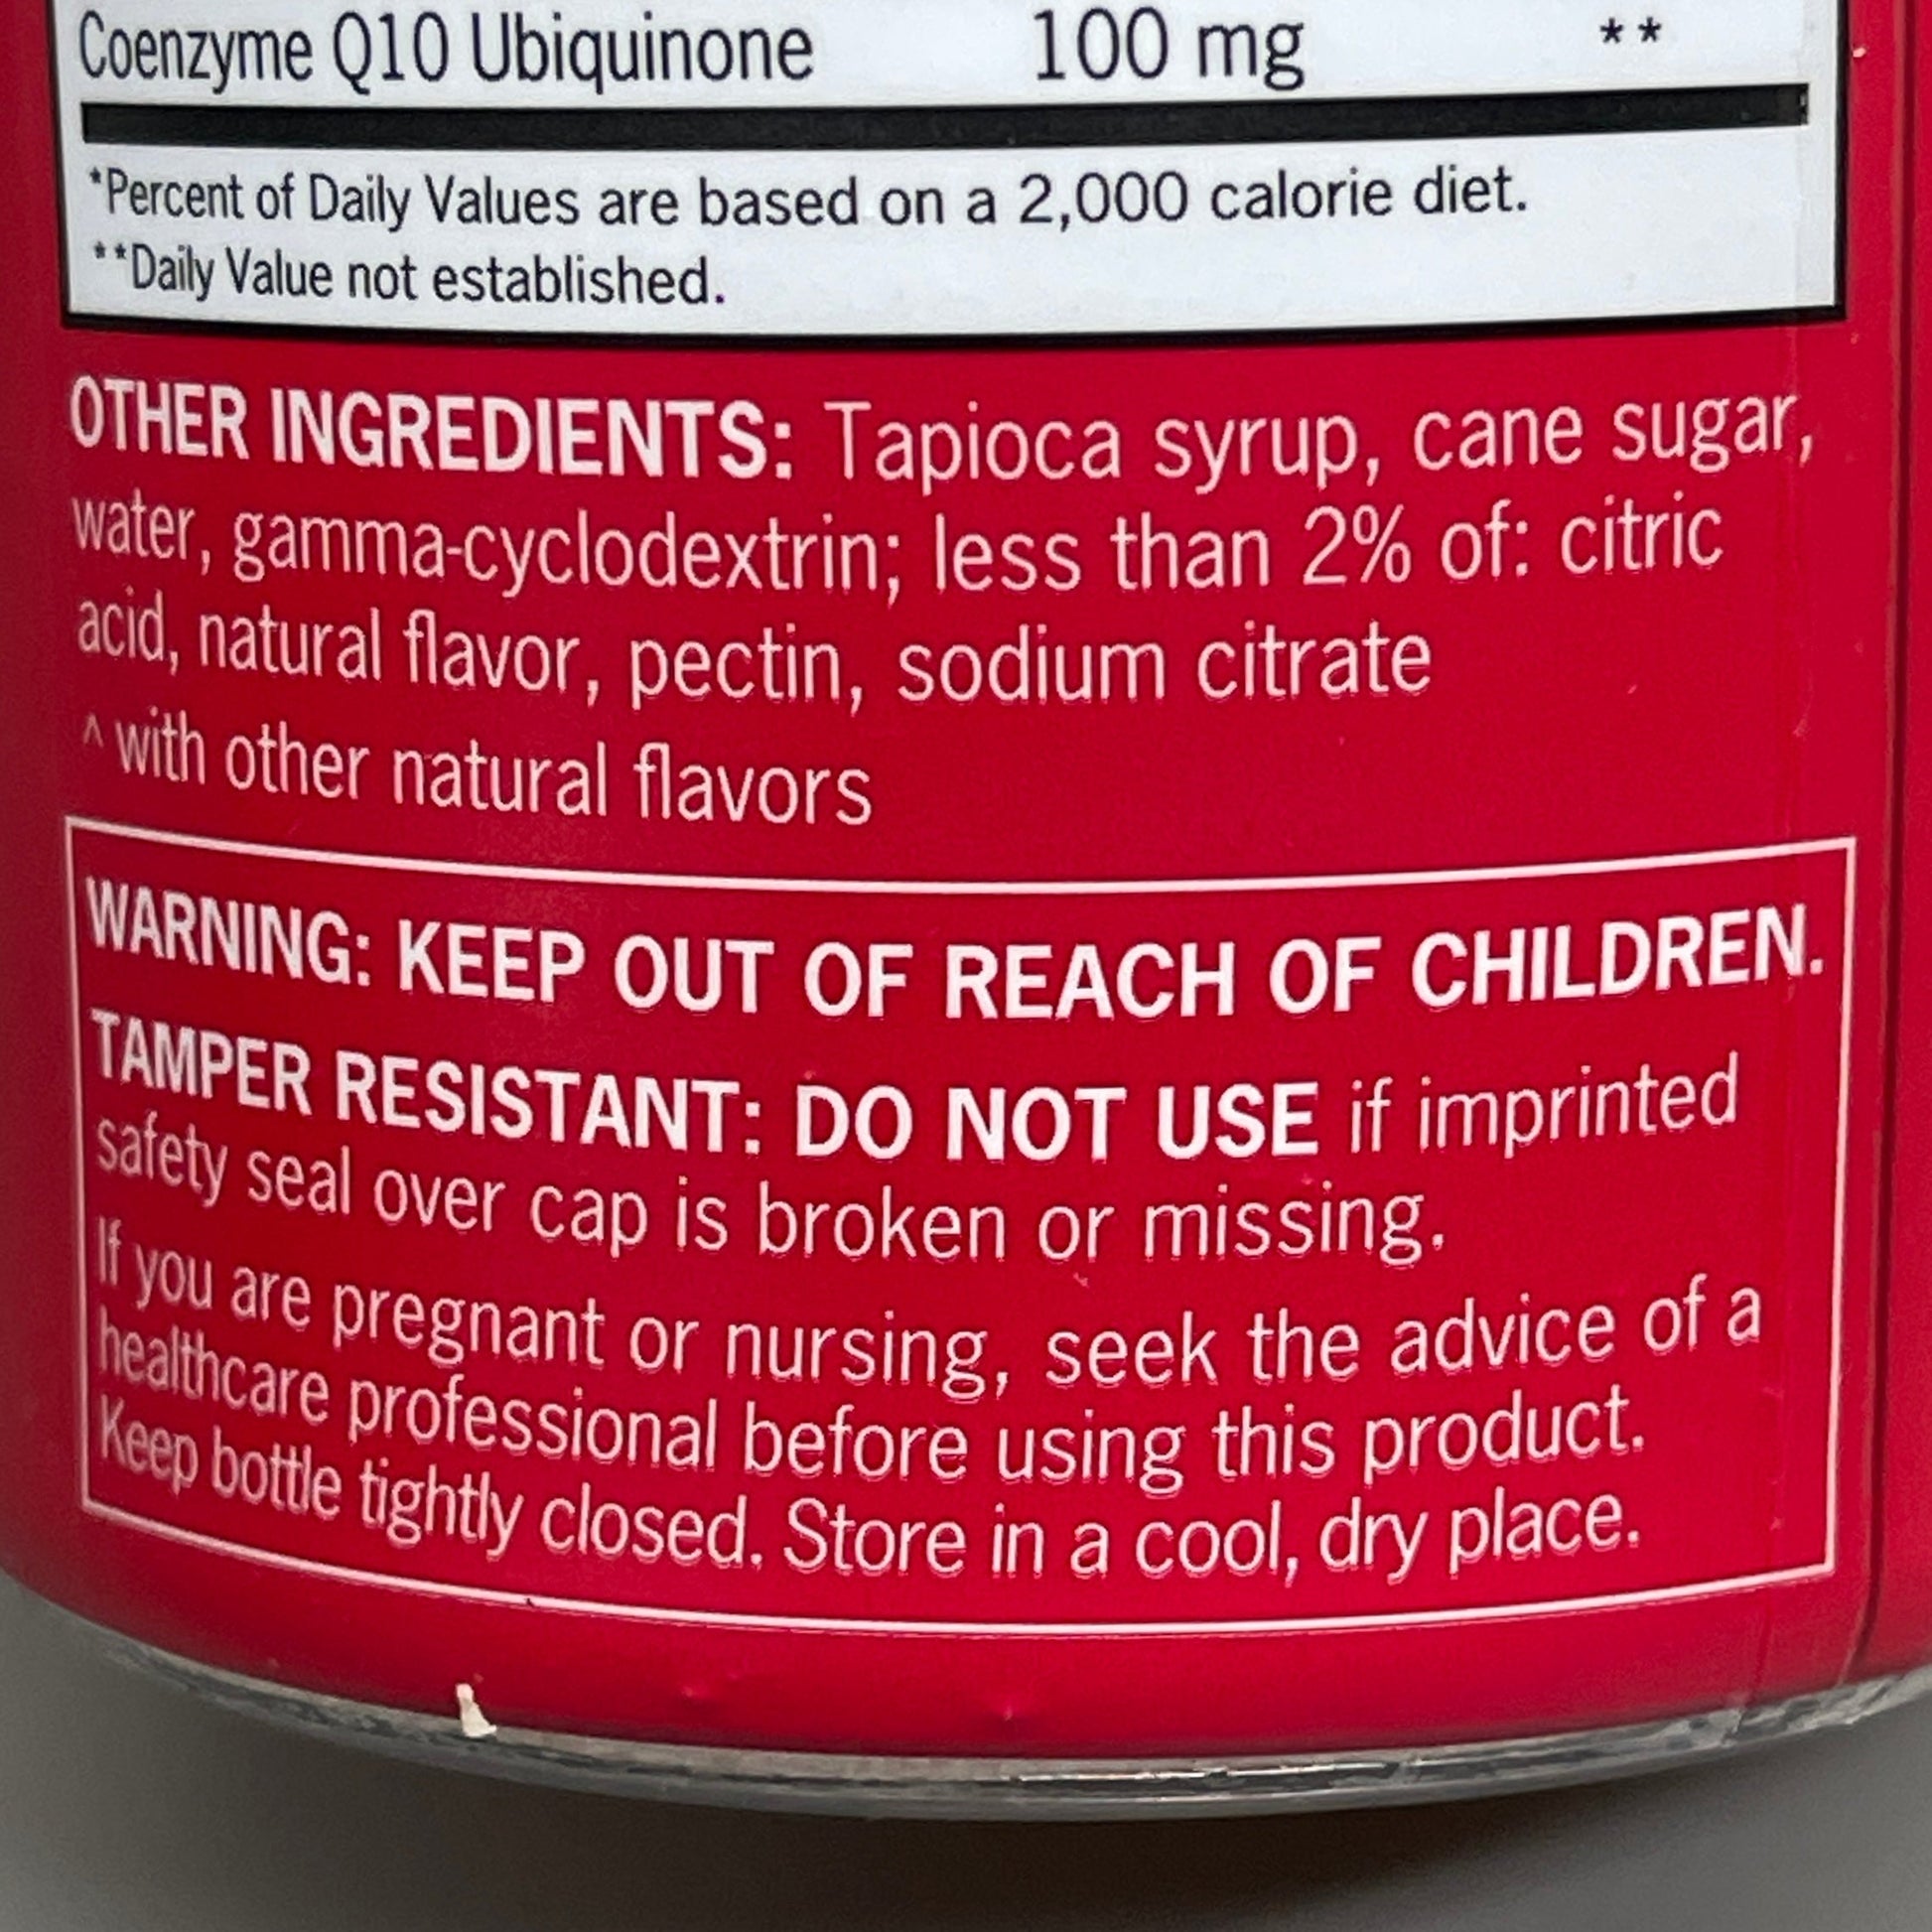 Coenzyme Q10 Ubiquinone 100 mg **
*Percent of Daily Values are based on a 2,000 calorie diet.
**Daily Value not established.
OTHER INGREDIENTS: Tapioca syrup, cane sugar,
water, gamma-cyclodextrin; less than 2% of: citric
acid, natural flavor, pectin, sodium citrate
^ with other natural flavors
WARNING: KEEP OUT OF REACH OF CHILDREN.
TAMPER RESISTANT: DO NOT USE if imprinted
safety seal over cap is broken or missing.
If you are pregnant or nursing, seek the advice of a
healthcare professional before using this product.
Keep bottle tightly closed. Store in a cool, dry place.